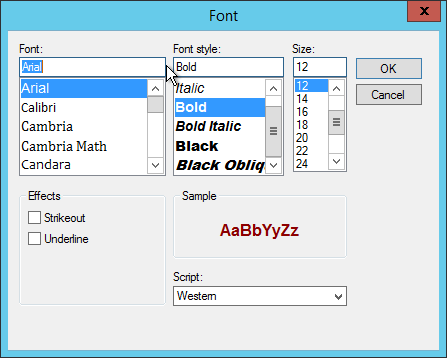 Font
Font:
Arial
Arial
Calibri
Cambria
Cambria Math
Candara
Font style:
Bold
Italic
Bold
Bold Italic
Black
Black Obliq
Size:
12
12
14
16
18
20
22
24
OK
Cancel
Effects
Strikeout
Underline
Sample
AaBbYyZz
Script:
Western